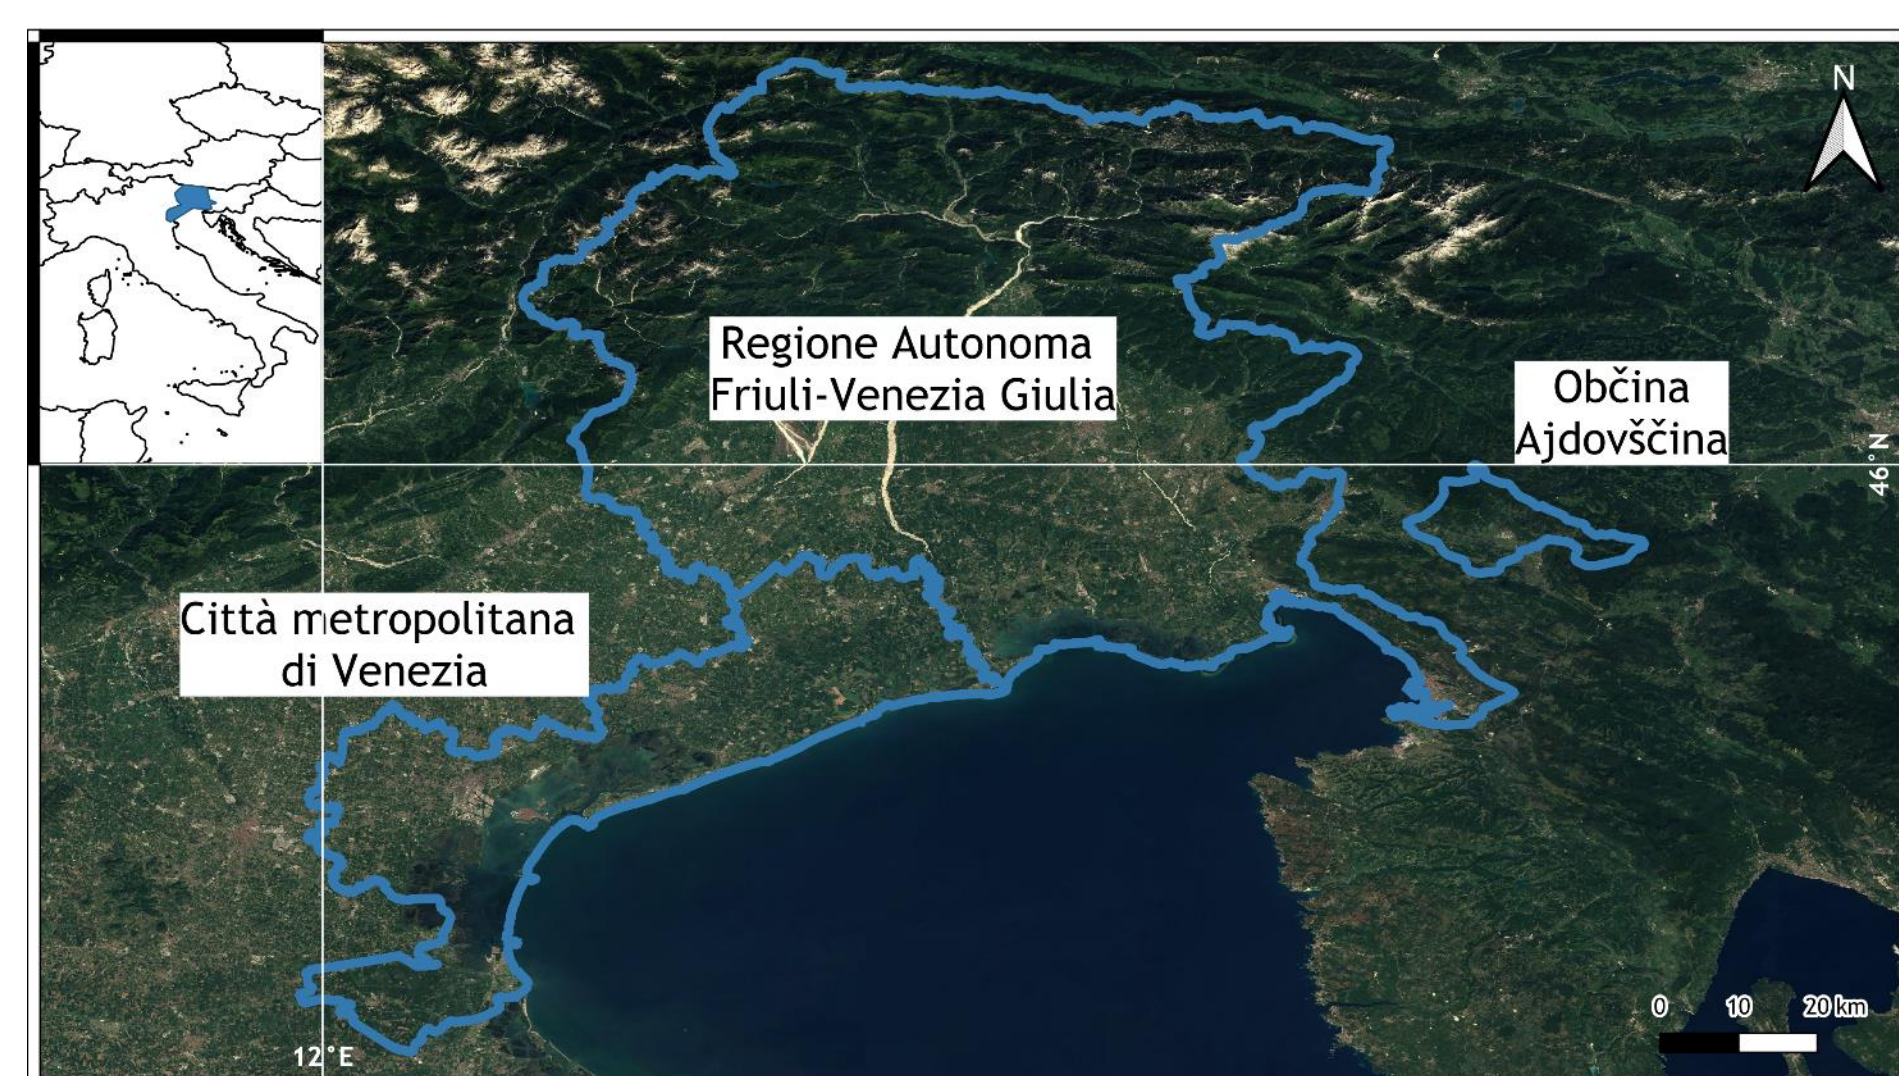 N
Regione Autonoma
Friuli-Venezia Giulia
Občina
Ajdovščina
46°N
Città metropolitana
di Venezia
0 10 20 km
12°E